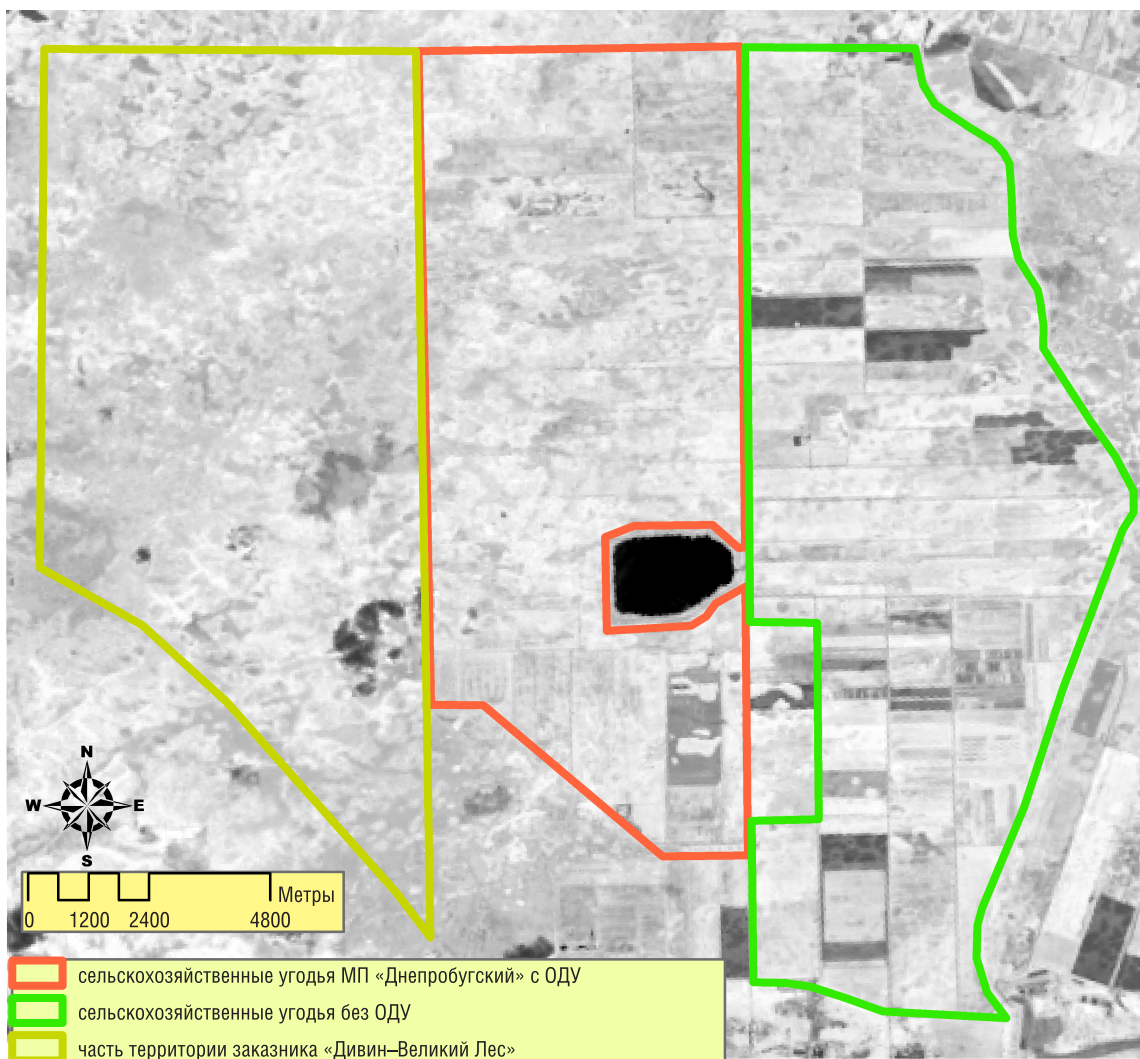 N
W E
S
Метры
0 1200 2400 4800
сельскохозяйственные угодья МП «Днепробугский» с ОДУ
сельскохозяйственные угодья без ОДУ
часть территории заказника «Дивин–Великий Лес»